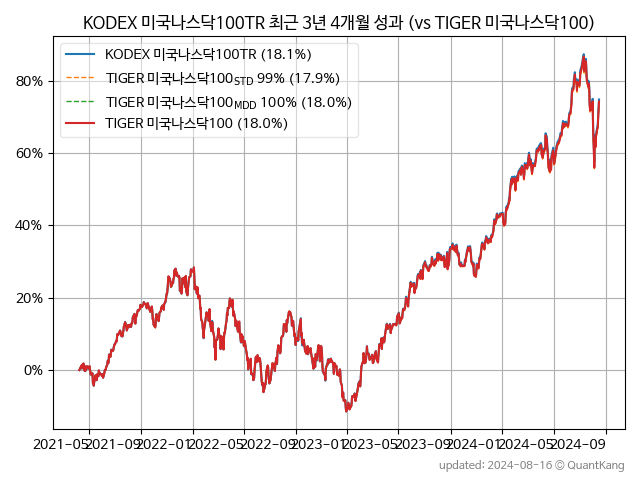 KODEX 미국나스닥100TR 최근 3년 4개월 성과 (vs TIGER 미국나스닥100)
KODEX 미국나스닥100TR (18.1%)
TIGER 미국나스닥100STD 99% (17.9%)
TIGER 미국나스닥100MDD 100% (18.0%)
TIGER 미국나스닥100 (18.0%)
80%
60%
40%
20%
0%
2021-05 2021-09 2022-01 2022-05 2022-09 2023-01 2023-05 2023-09 2024-01 2024-05 2024-09
updated: 2024-08-16 © QuantKang